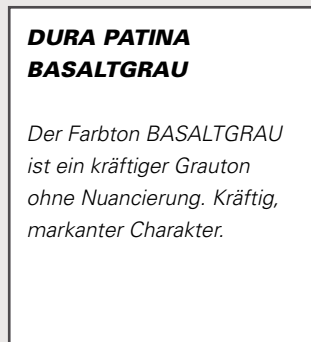 DURA PATINA
BASALTGRAU
Der Farbton BASALTGRAU
ist ein kräftiger Grauton
ohne Nuancierung. Kräftig,
markanter Charakter.